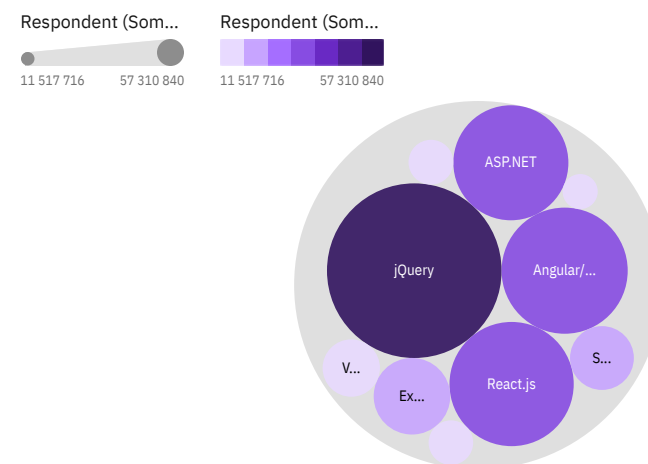 Respondent (Som...
11 517 716 57 310 840
Respondent (Som...
11 517 716 57 310 840
ASP.NET
jQuery
Angular/...
S...
V...
React.js
Ex...